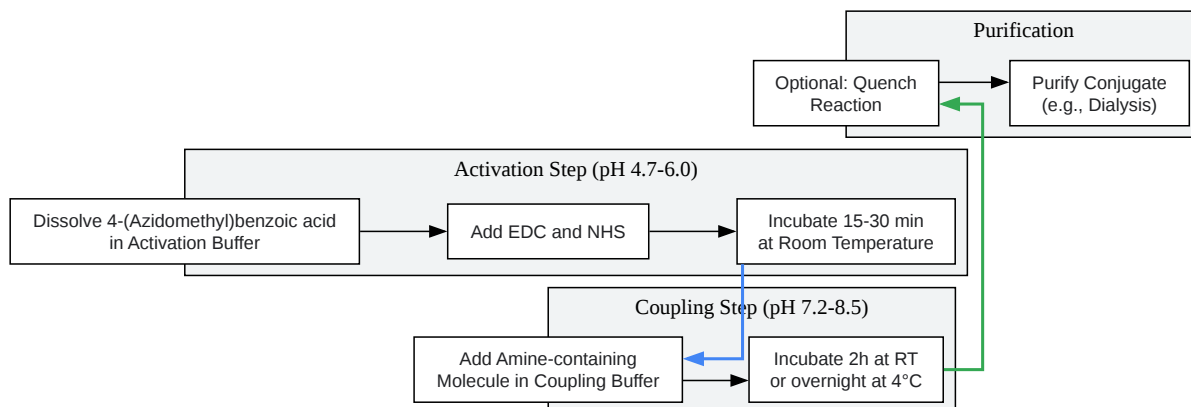 Purification
Optional: Quench
Reaction
Purify Conjugate
(e.g., Dialysis)
Activation Step (pH 4.7-6.0)
Dissolve 4-(Azidomethyl)benzoic acid
in Activation Buffer
Add EDC and NHS
Incubate 15-30 min
at Room Temperature
Coupling Step (pH 7.2-8.5)
Add Amine-containing
Molecule in Coupling Buffer
Incubate 2h at RT
or overnight at 4°C